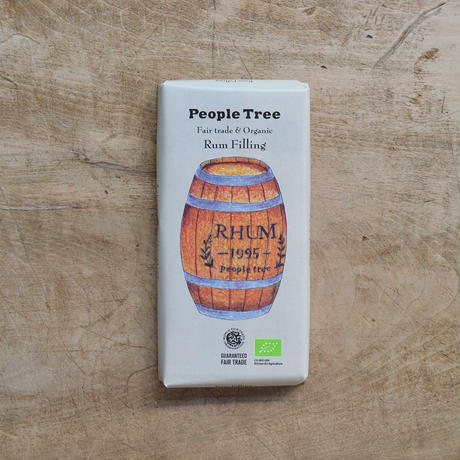 People Tree
Fair trade & Organic
Rum Filling
RHUM
-1995-
People tree
GUARANTEED
FAIR TRADE